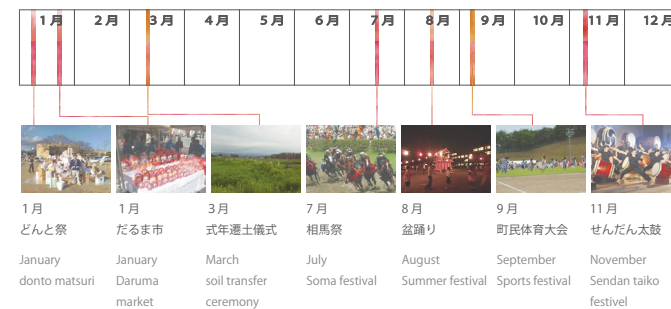 1月 2月 3月 4月 5月 6月 7月 8月 9月 10月 11月 12月
1月
どんと祭
January
donto matsuri
1月
だるま市
January
Daruma
market
3月
式年遷土儀式
March
soil transfer
ceremony
7月
相馬祭
July
Soma festival
8月
盆踊り
August
Summer festival
9月
町民体育大会
September
Sports festival
11月
せんだん太鼓
November
Sendan taiko
festivel